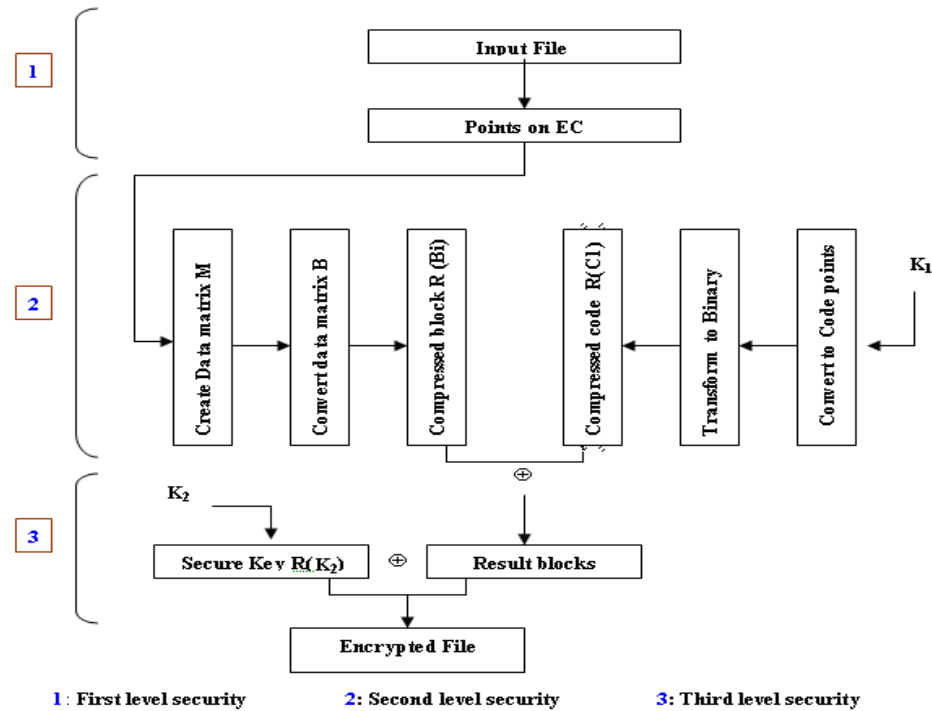 1
Input File
Points on EC
2
Create Data matrix M
Convert data matrix B
Compressed block R (Bi)
Compressed code R(C1)
Transform to Binary
Convert to Code points
K₁
⊕
3
K₂
Secure Key R(K₂)
⊕
Result blocks
Encrypted File
1: First level security
2: Second level security
3: Third level security